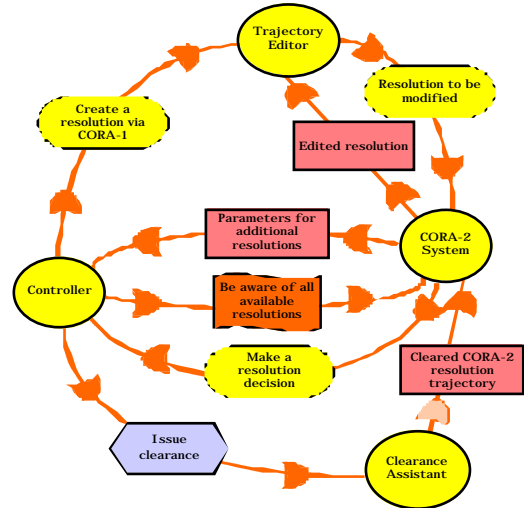 Trajectory
Editor
Create a
resolution via
CORA-1
Resolution to be
modified
Edited resolution
Parameters for
additional
resolutions
CORA-2
System
Controller
Be aware of all
available
resolutions
Make a
resolution
decision
Cleared CORA-2
resolution
trajectory
Issue
clearance
Clearance
Assistant